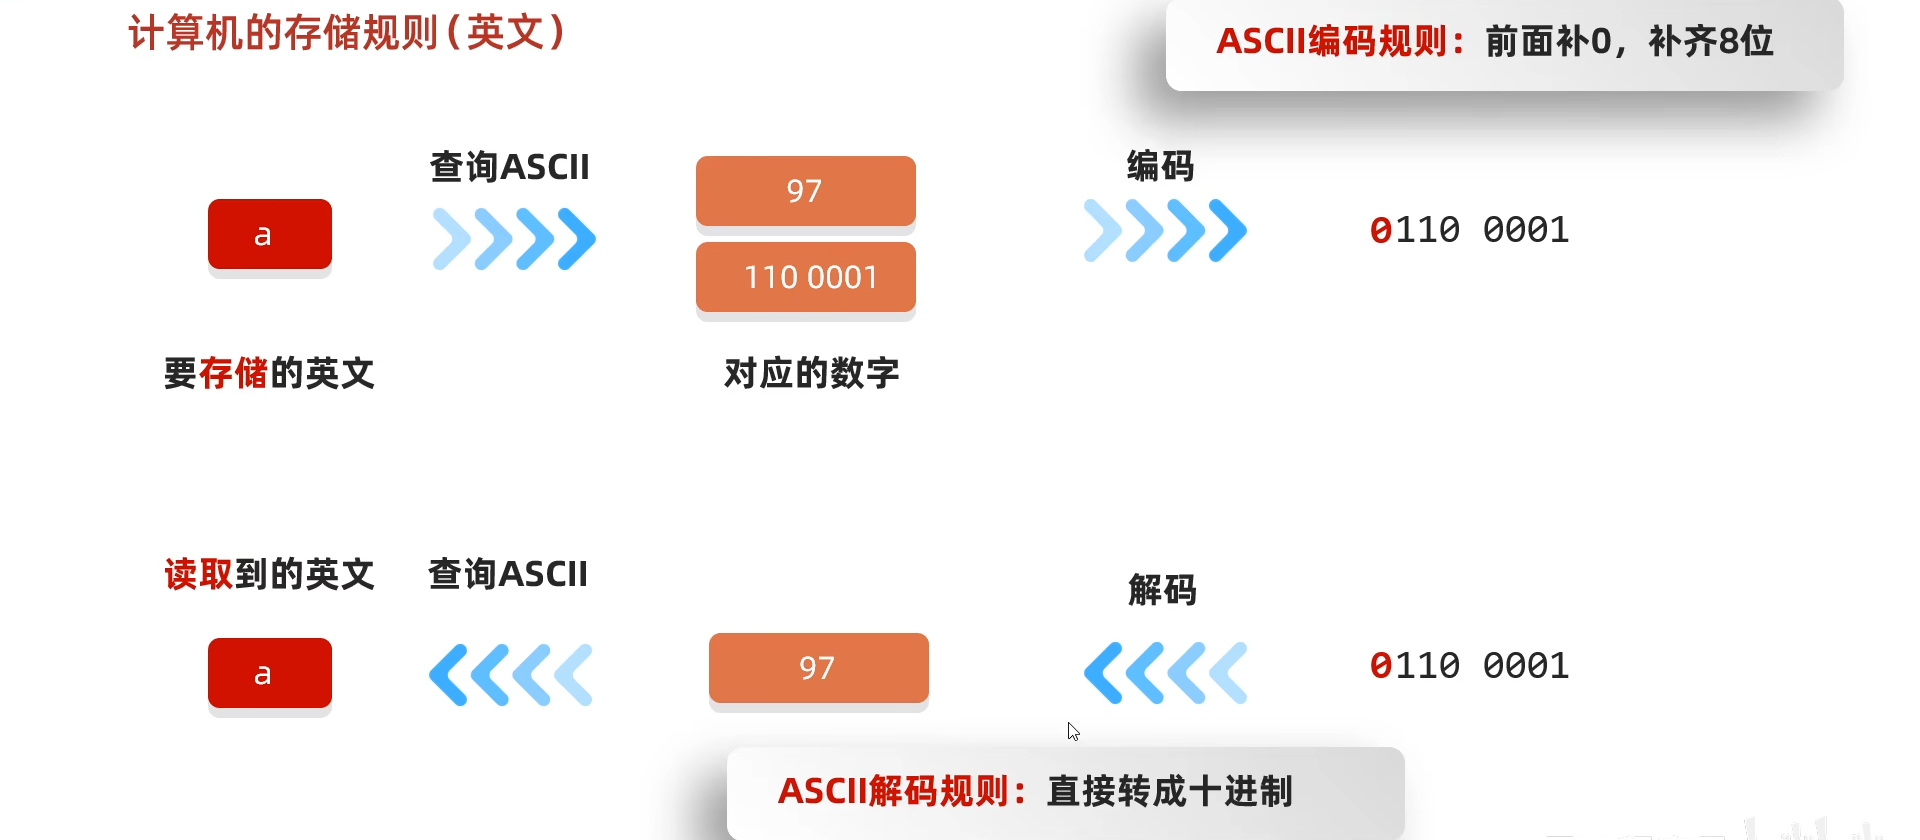 计算机的存储规则(英文)
ASCII编码规则：前面补0，补齐8位
查询ASCII
编码
a
97
110 0001
0110 0001
要存储的英文
对应的数字
读取到的英文
查询ASCII
解码
a
97
0110 0001
ASCII解码规则：直接转成十进制